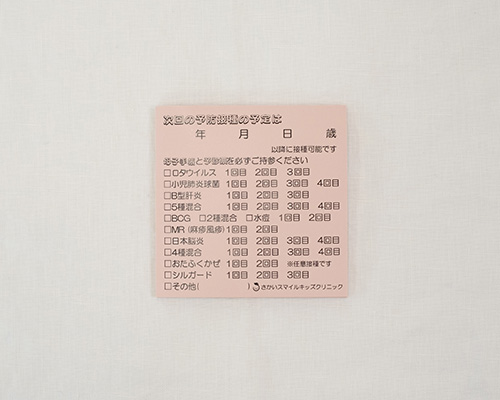 次回の予防接種の予定は
年 月 日 歳
以降に接種可能です
母子手帳と予診票を必ずご持参ください
□ロタウイルス 1回目 2回目 3回目
□小児肺炎球菌 1回目 2回目 3回目 4回目
□B型肝炎 1回目 2回目 3回目
□5種混合 1回目 2回目 3回目 4回目
□BCG □2種混合 □水痘 1回目 2回目
□MR (麻疹風疹) 1回目 2回目
□日本脳炎 1回目 2回目 3回目 4回目
□4種混合 1回目 2回目 3回目 4回目
□おたふくかぜ 1回目 2回目 ※任意接種です
□シルガード 1回目 2回目 3回目
□その他( ) さかいスマイルキッズクリニック